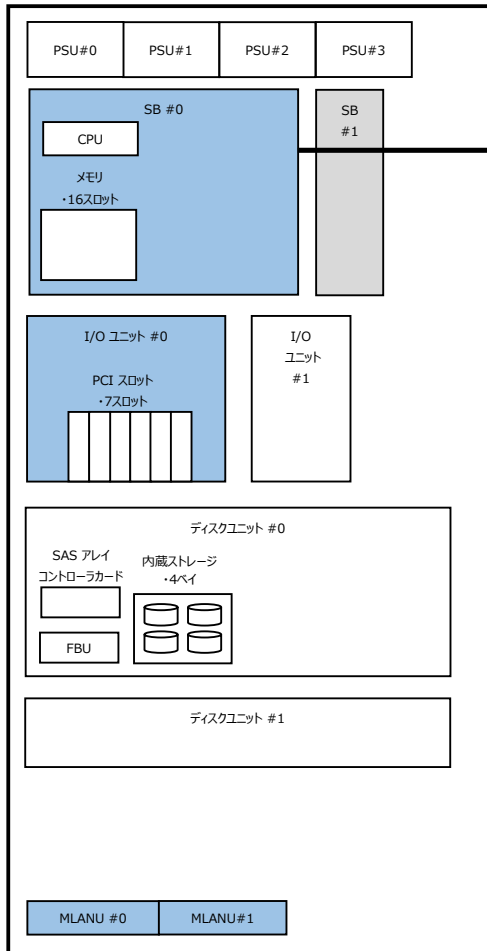 PSU#0 PSU#1 PSU#2 PSU#3
SB #0
CPU
メモリ
・16スロット
SB
#1
I/O ユニット #0
PCI スロット
・7スロット
I/O
ユニット
#1
ディスクユニット #0
SAS アレイ
コントローラカード
FBU
内蔵ストレージ
・4ベイ
ディスクユニット #1
MLANU #0 MLANU#1